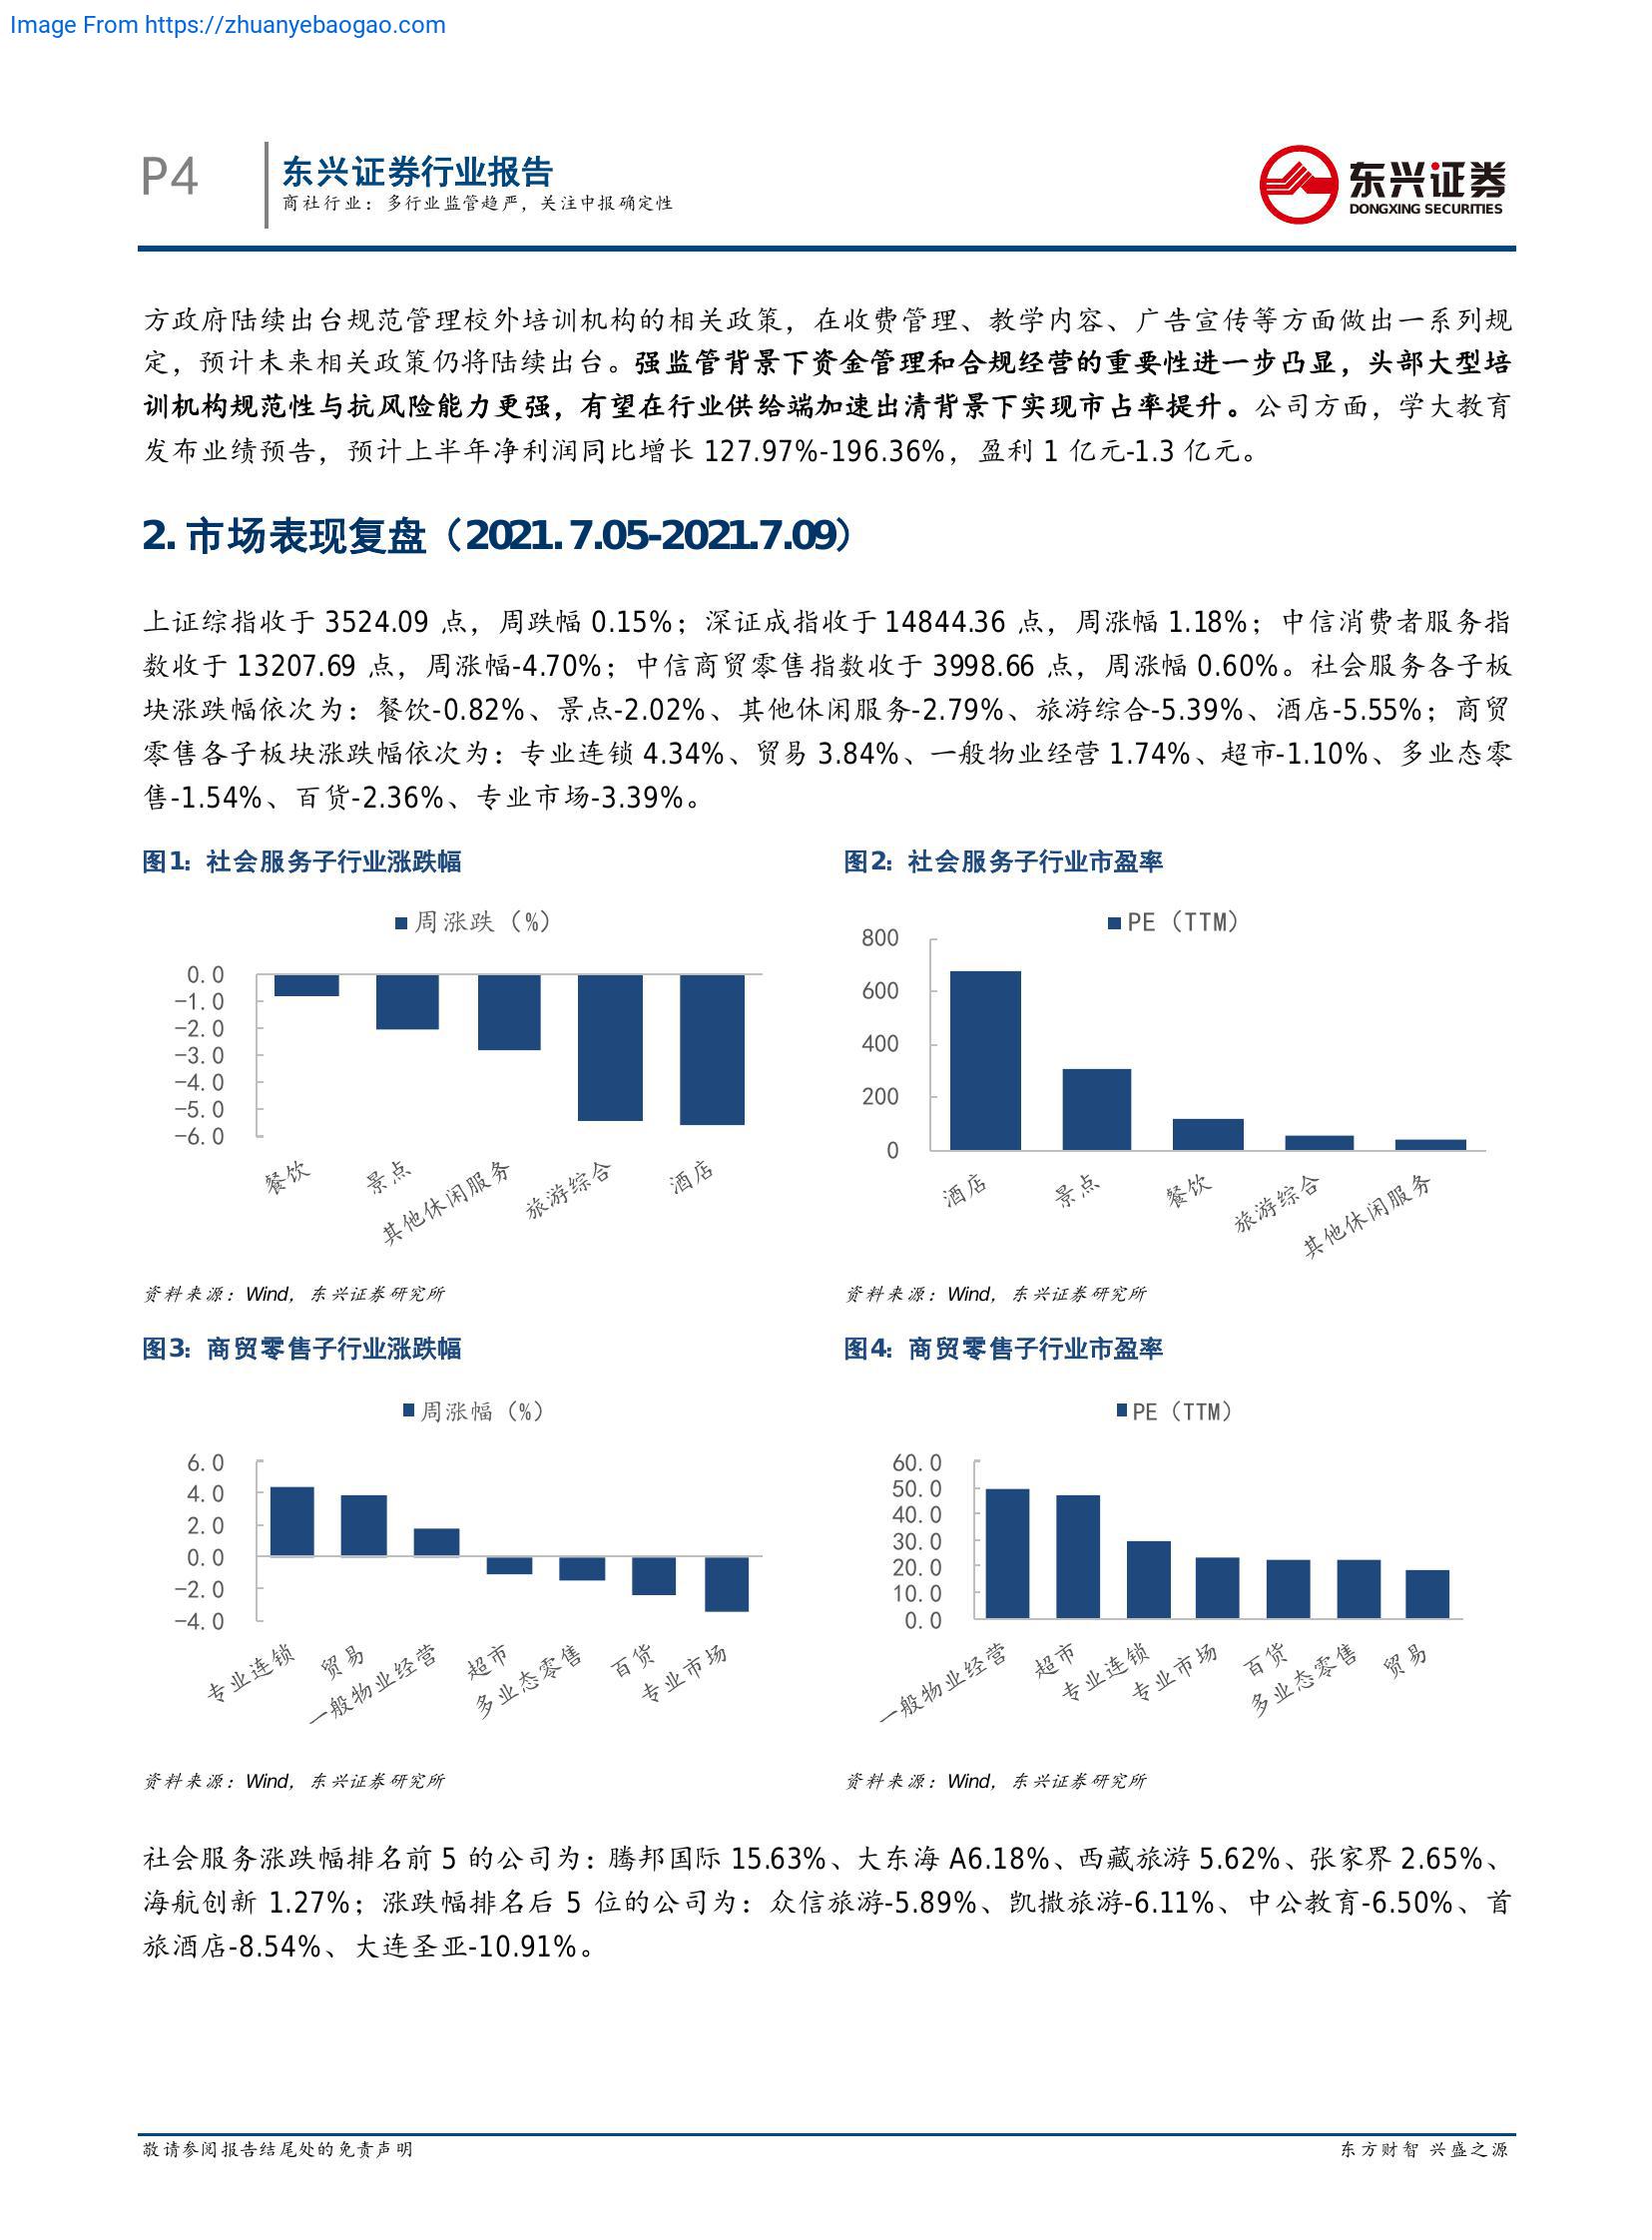 Image From https://zhuanyebaogao.com
P4
东兴证券行业报告
商社行业：多行业监管趋严，关注中报确定性
东兴证券
DONGXING SECURITIES
方政府陆续出台规范管理校外培训机构的相关政策，在收费管理、教学内容、广告宣传等方面做出一系列规
定，预计未来相关政策仍将陆续出台。强监管背景下资金管理和合规经营的重要性进一步凸显，头部大型培
训机构规范性与抗风险能力更强，有望在行业供给端加速出清背景下实现市占率提升。公司方面，学大教育
发布业绩预告，预计上半年净利润同比增长 127.97%-196.36%，盈利 1 亿元-1.3 亿元。
2. 市场表现复盘（2021.7.05-2021.7.09）
上证综指收于 3524.09 点，周跌幅 0.15%；深证成指收于 14844.36 点，周涨幅 1.18%；中信消费者服务指
数收于 13207.69 点，周涨幅-4.70%；中信商贸零售指数收于 3998.66 点，周涨幅 0.60%。社会服务各子板
块涨跌幅依次为：餐饮-0.82%、景点-2.02%、其他休闲服务-2.79%、旅游综合-5.39%、酒店-5.55%；商贸
零售各子板块涨跌幅依次为：专业连锁 4.34%、贸易 3.84%、一般物业经营 1.74%、超市-1.10%、多业态零
售-1.54%、百货-2.36%、专业市场-3.39%。
图1：社会服务子行业涨跌幅
周涨跌（%）
0.0
-1.0
-2.0
-3.0
-4.0
-5.0
-6.0
餐饮
景点
其他休闲服务
旅游综合
酒店
资料来源：Wind，东兴证券研究所
图2：社会服务子行业市盈率
PE（TTM）
800
600
400
200
0
酒店
景点
餐饮
旅游综合
其他休闲服务
资料来源：Wind，东兴证券研究所
图3：商贸零售子行业涨跌幅
周涨幅（%）
6.0
4.0
2.0
0.0
-2.0
-4.0
专业连锁
贸易
一般物业经营
超市
多业态零售
百货
专业市场
资料来源：Wind，东兴证券研究所
图4：商贸零售子行业市盈率
PE（TTM）
60.0
50.0
40.0
30.0
20.0
10.0
0.0
一般物业经营
超市
专业连锁
专业市场
百货
多业态零售
贸易
资料来源：Wind，东兴证券研究所
社会服务涨跌幅排名前 5 的公司为：腾邦国际 15.63%、大东海 A6.18%、西藏旅游 5.62%、张家界 2.65%、
海航创新 1.27%；涨跌幅排名后 5 位的公司为：众信旅游-5.89%、凯撒旅游-6.11%、中公教育-6.50%、首
旅酒店-8.54%、大连圣亚-10.91%。
敬请参阅报告结尾处的免责声明
东方财智 兴盛之源